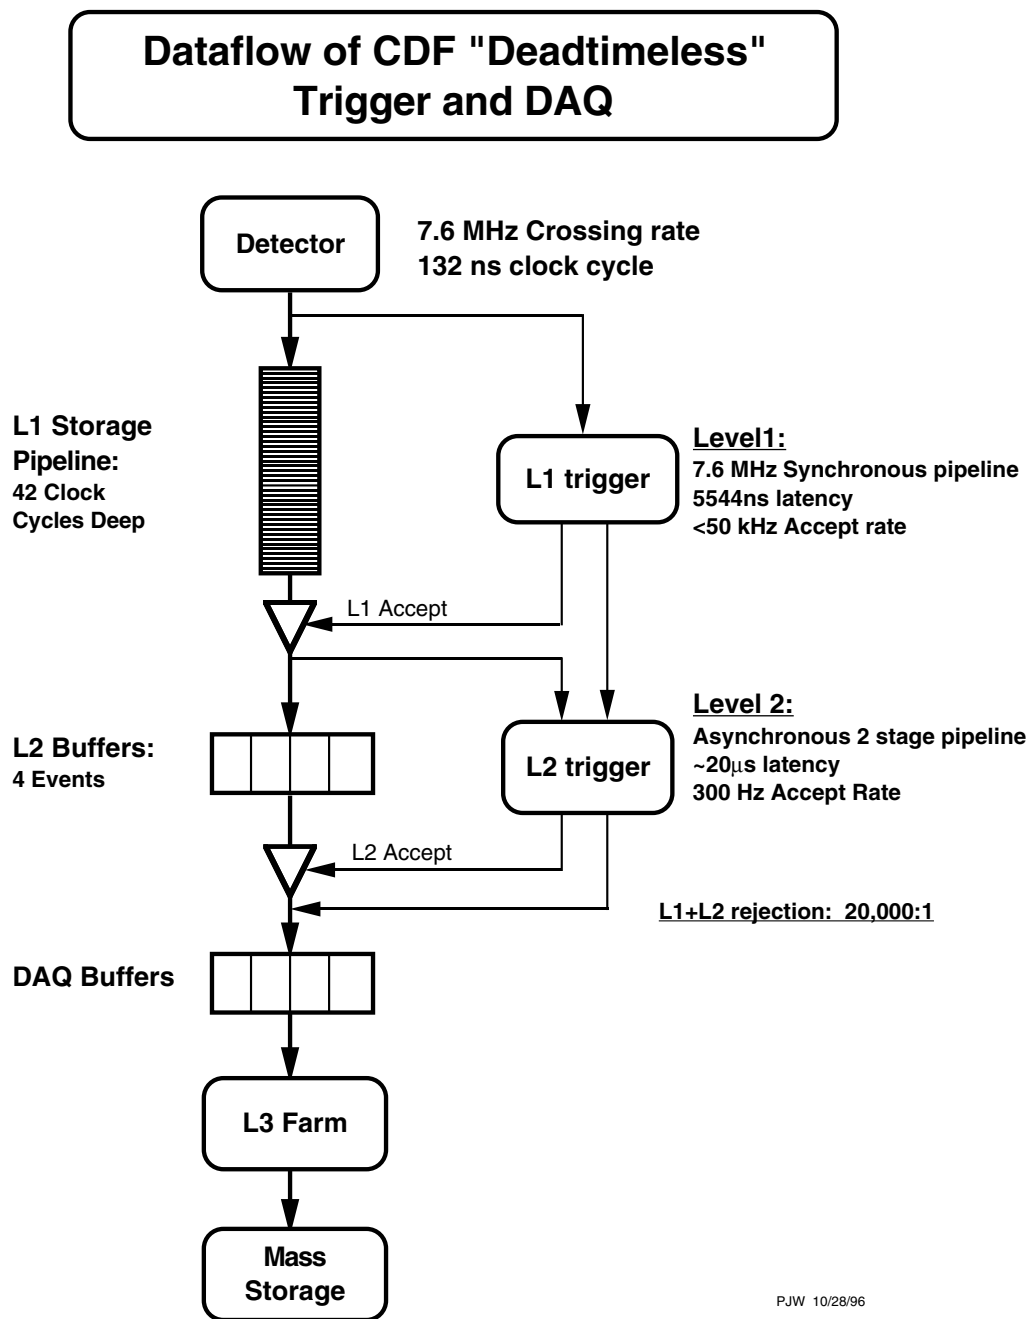 Dataflow of CDF "Deadtimeless"
Trigger and DAQ
Detector
7.6 MHz Crossing rate
132 ns clock cycle
L1 Storage
Pipeline:
42 Clock
Cycles Deep
L1 trigger
Level1:
7.6 MHz Synchronous pipeline
5544ns latency
<50 kHz Accept rate
L1 Accept
L2 Buffers:
4 Events
L2 trigger
Level 2:
Asynchronous 2 stage pipeline
~20μs latency
300 Hz Accept Rate
L2 Accept
L1+L2 rejection: 20,000:1
DAQ Buffers
L3 Farm
Mass
Storage
PJW 10/28/96